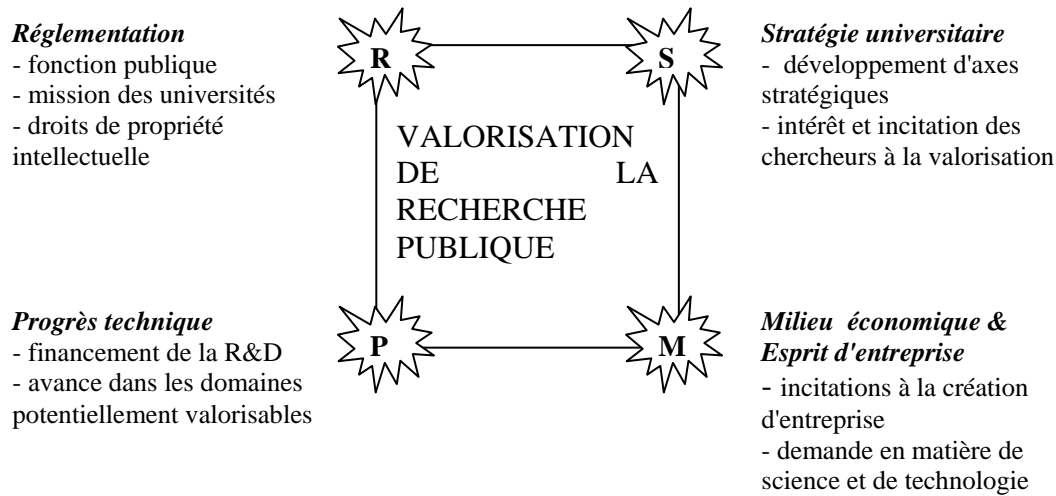 Réglementation
- fonction publique
- mission des universités
- droits de propriété
intellectuelle
R
S
Stratégie universitaire
- développement d'axes
stratégiques
- intérêt et incitation des
chercheurs à la valorisation
VALORISATION
DE LA
RECHERCHE
PUBLIQUE
Progrès technique
- financement de la R&D
- avance dans les domaines
potentiellement valorisables
P
M
Milieu économique &
Esprit d'entreprise
- incitations à la création
d'entreprise
- demande en matière de
science et de technologie